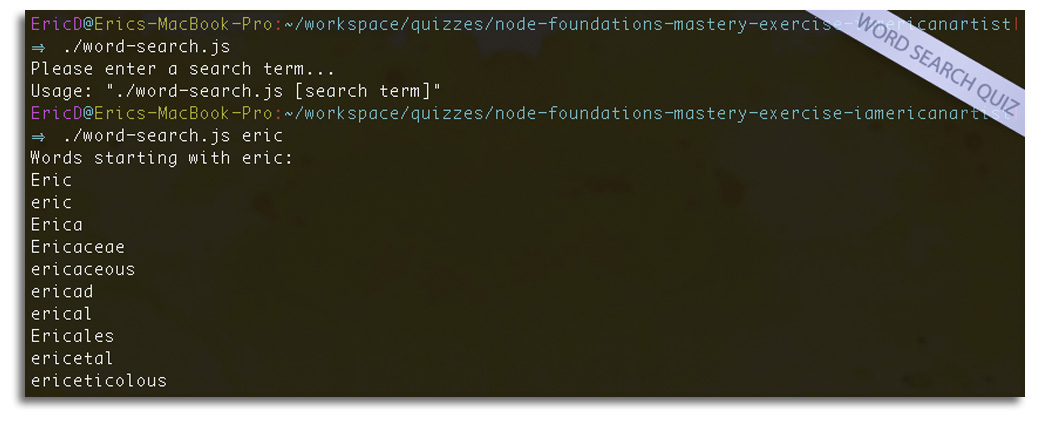 EricD@Erics-MacBook-Pro:~/workspace/quizzes/node-foundations-mastery-exercise-iamericanartist
⇒ ./word-search.js
Please enter a search term...
Usage: "./word-search.js [search term]"
EricD@Erics-MacBook-Pro:~/workspace/quizzes/node-foundations-mastery-exercise-iamericanartist
⇒ ./word-search.js eric
Words starting with eric:
Eric
eric
Erica
Ericaceae
ericaceous
ericad
erical
Ericales
ericetal
ericeticolous
WORD SEARCH QUIZ